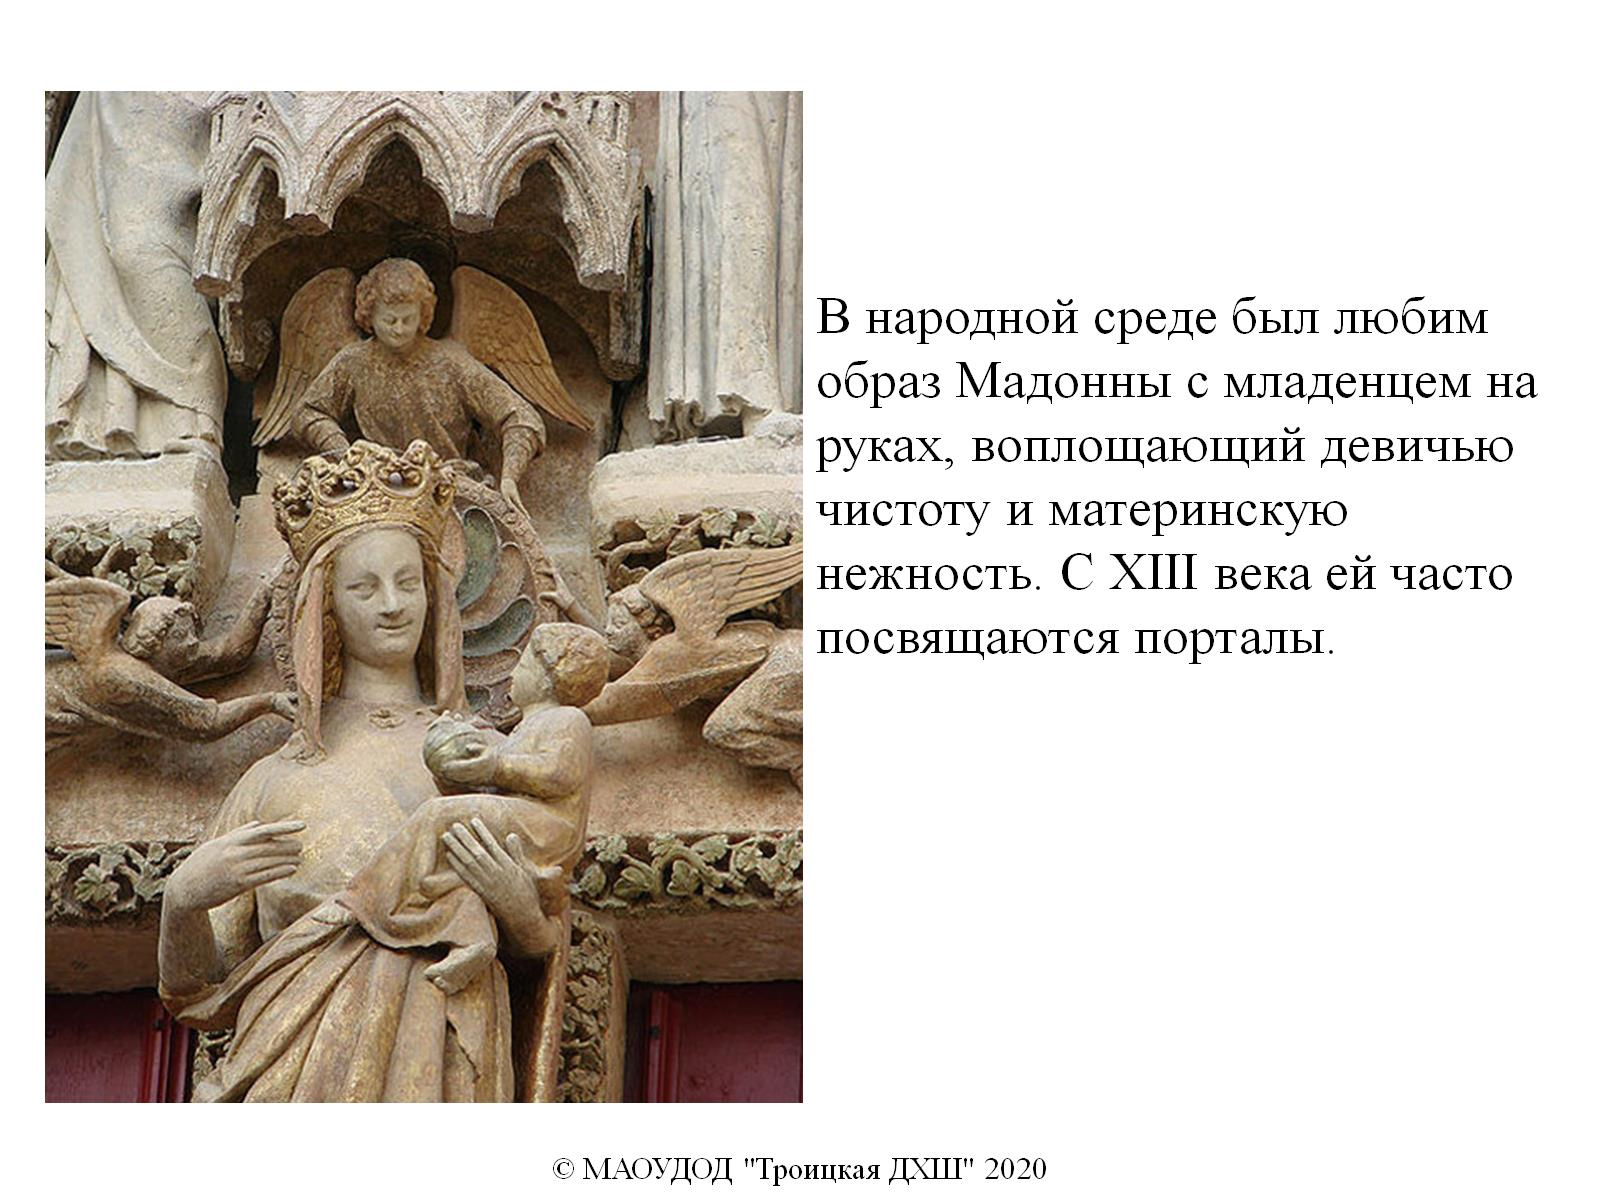 В народной среде был любим
образ Мадонны с младенцем на
руках, воплощающий девичью
чистоту и материнскую
нежность. С XIII века ей часто
посвящаются порталы.
© МАОУДОД "Троицкая ДХШ" 2020